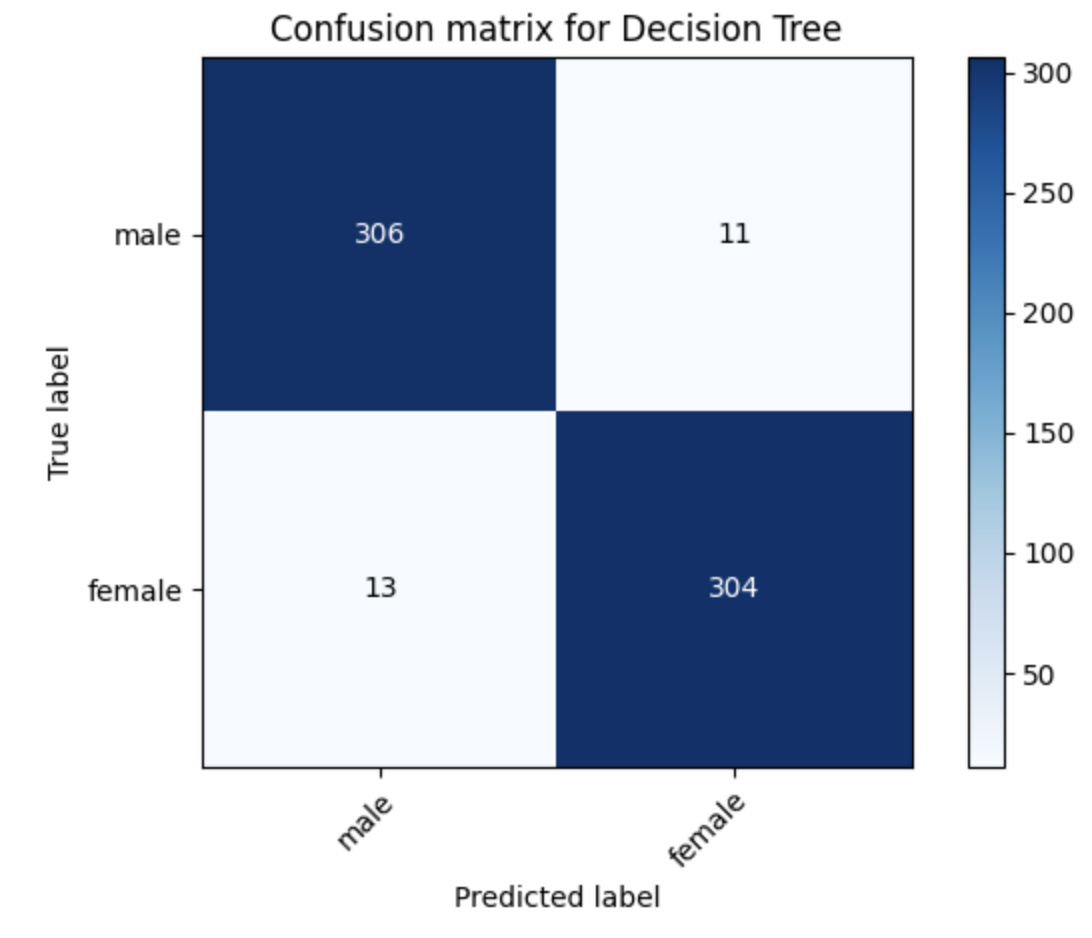 Confusion matrix for Decision Tree
300
306
11
male
250
200
True label
150
100
13
304
female
50
male
female
Predicted label